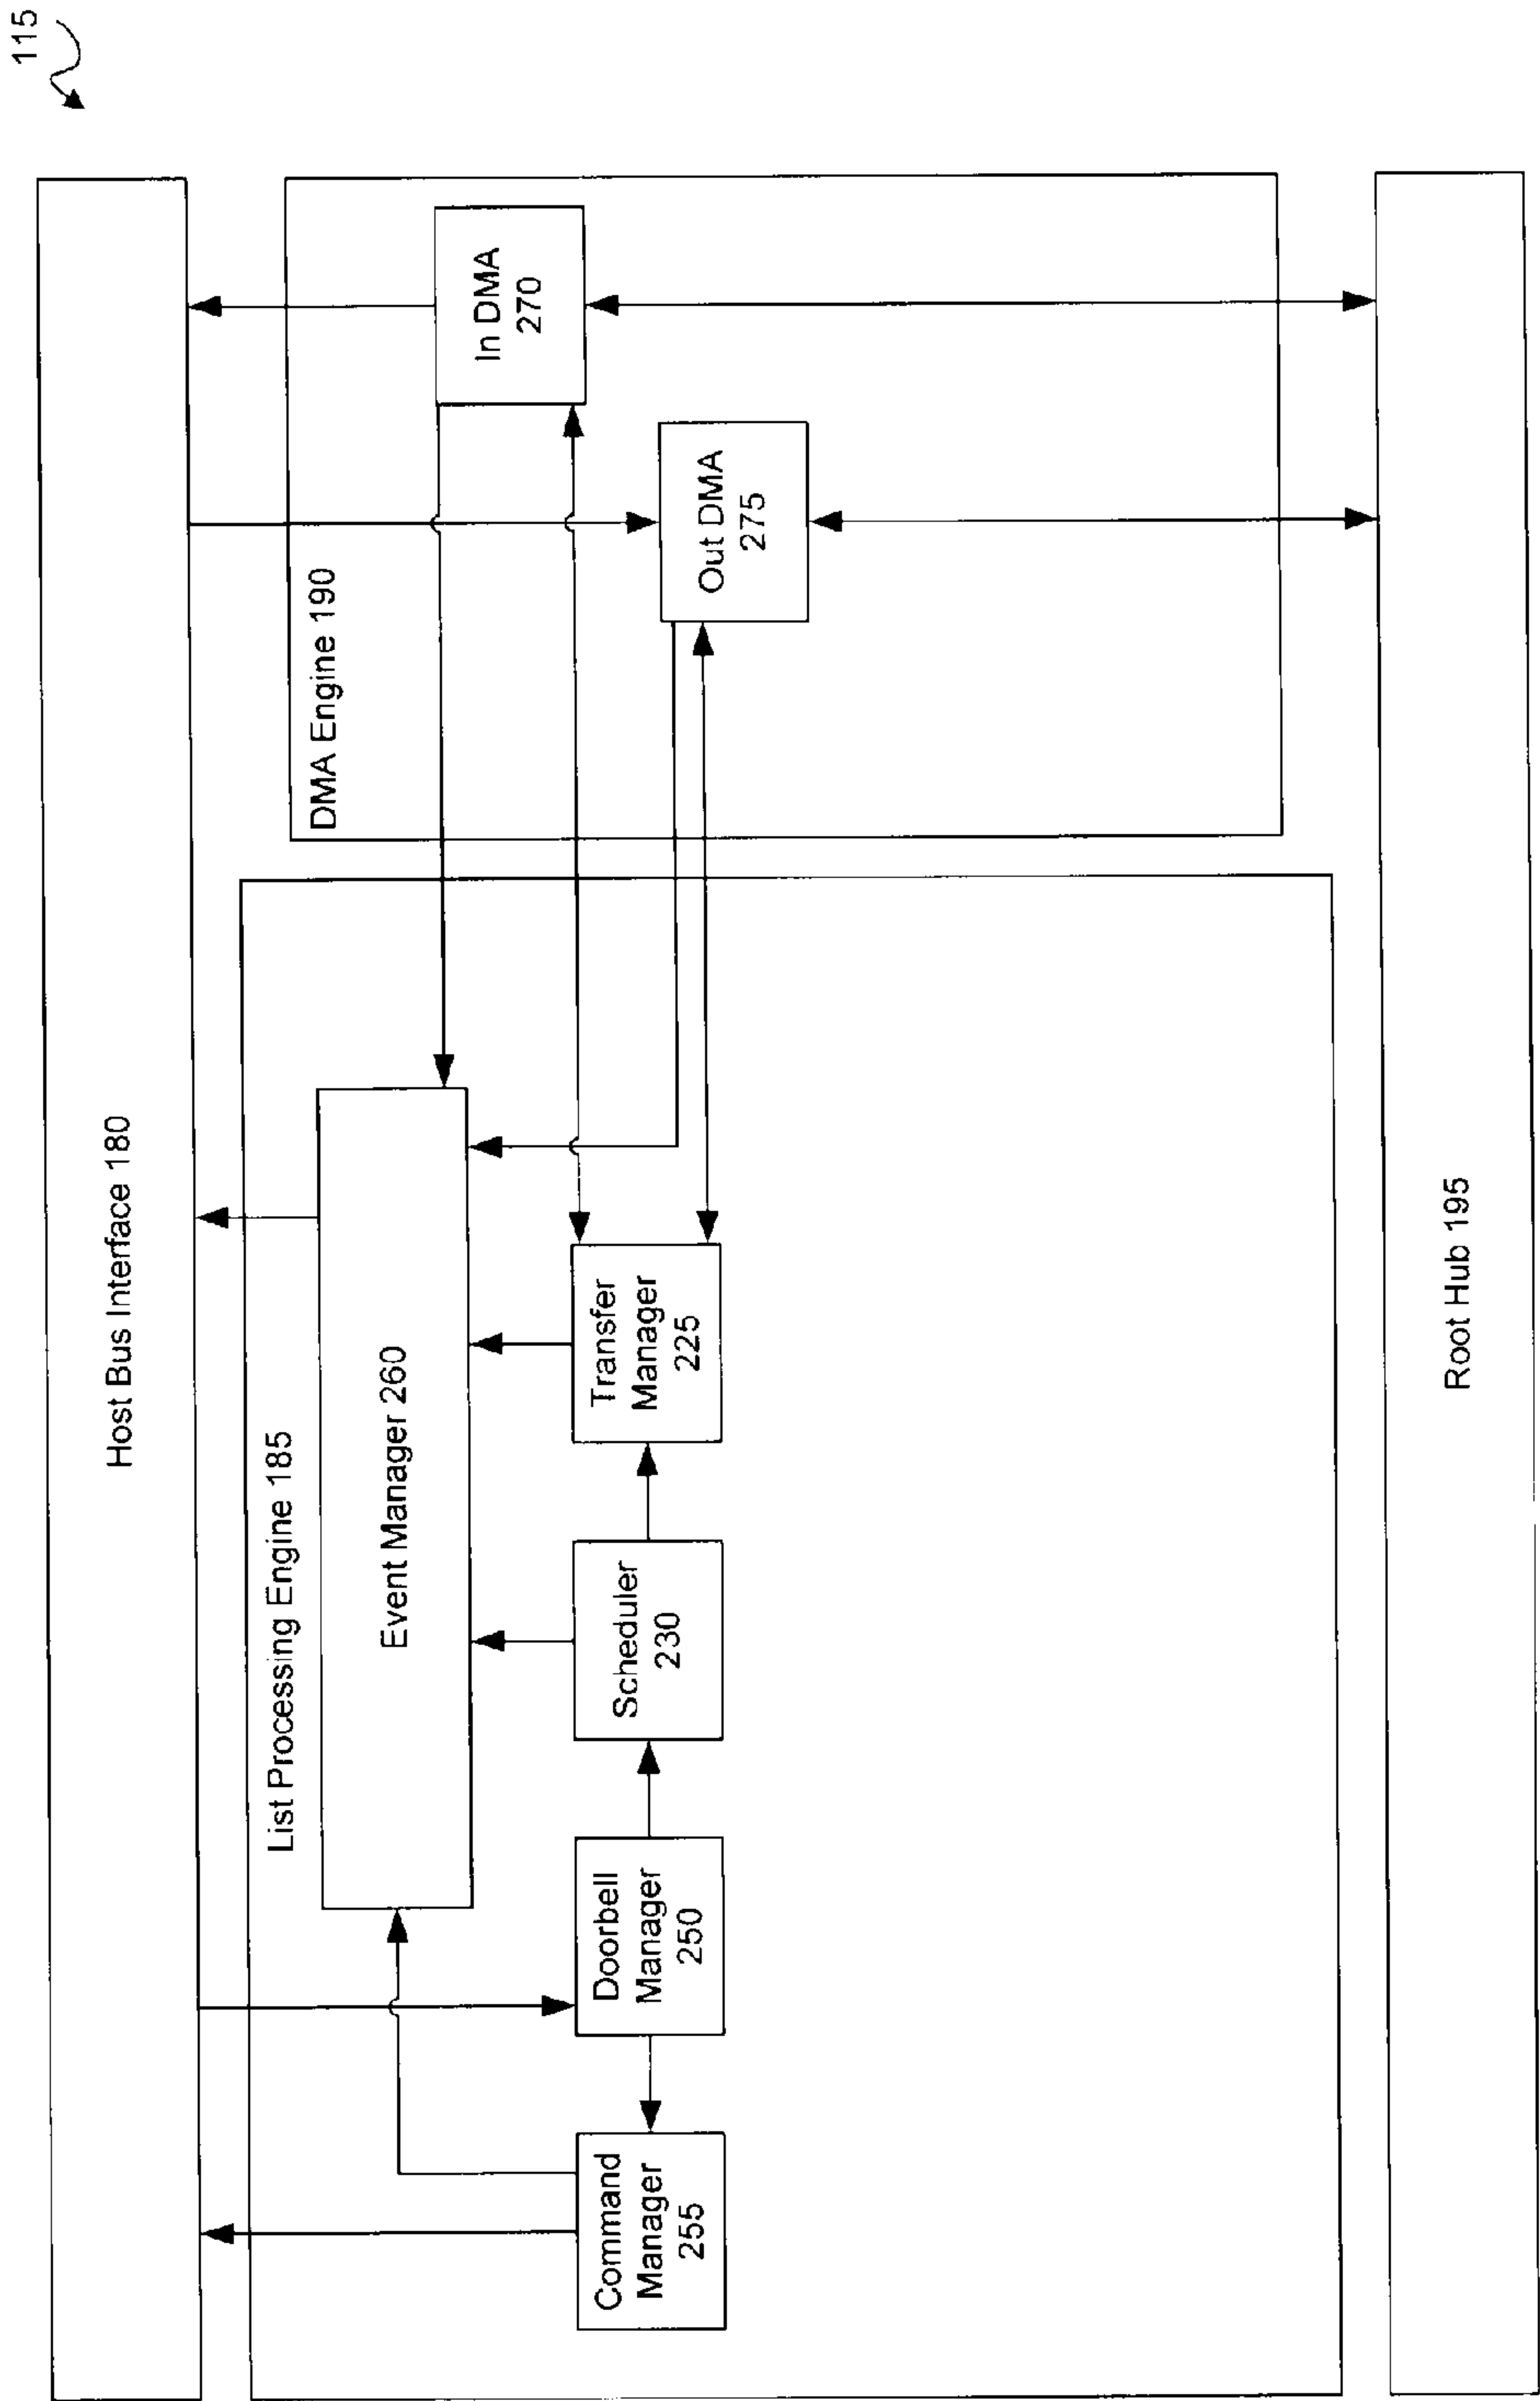 115
Host Bus Interface 180
List Processing Engine 185
DMA Engine 190
Event Manager 260
In DMA
270
Command
Manager
255
Doorbell
Manager
250
Scheduler
230
Transfer
Manager
225
Out DMA
275
Root Hub 195